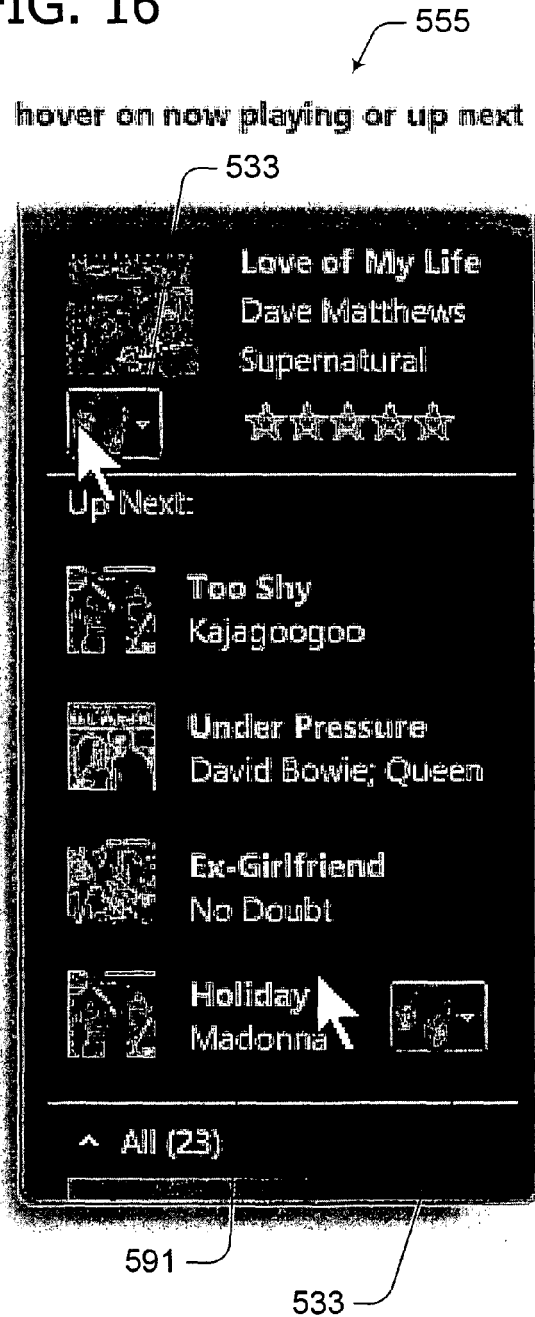 FIG. 16
555
hover on now playing or up next
533
Love of My Life
Dave Matthews
Supernatural
Up Next:
Too Shy
Kajagoogoo
Under Pressure
David Bowie; Queen
Ex-Girlfriend
No Doubt
Holiday
Madonna
All (23)
591
533